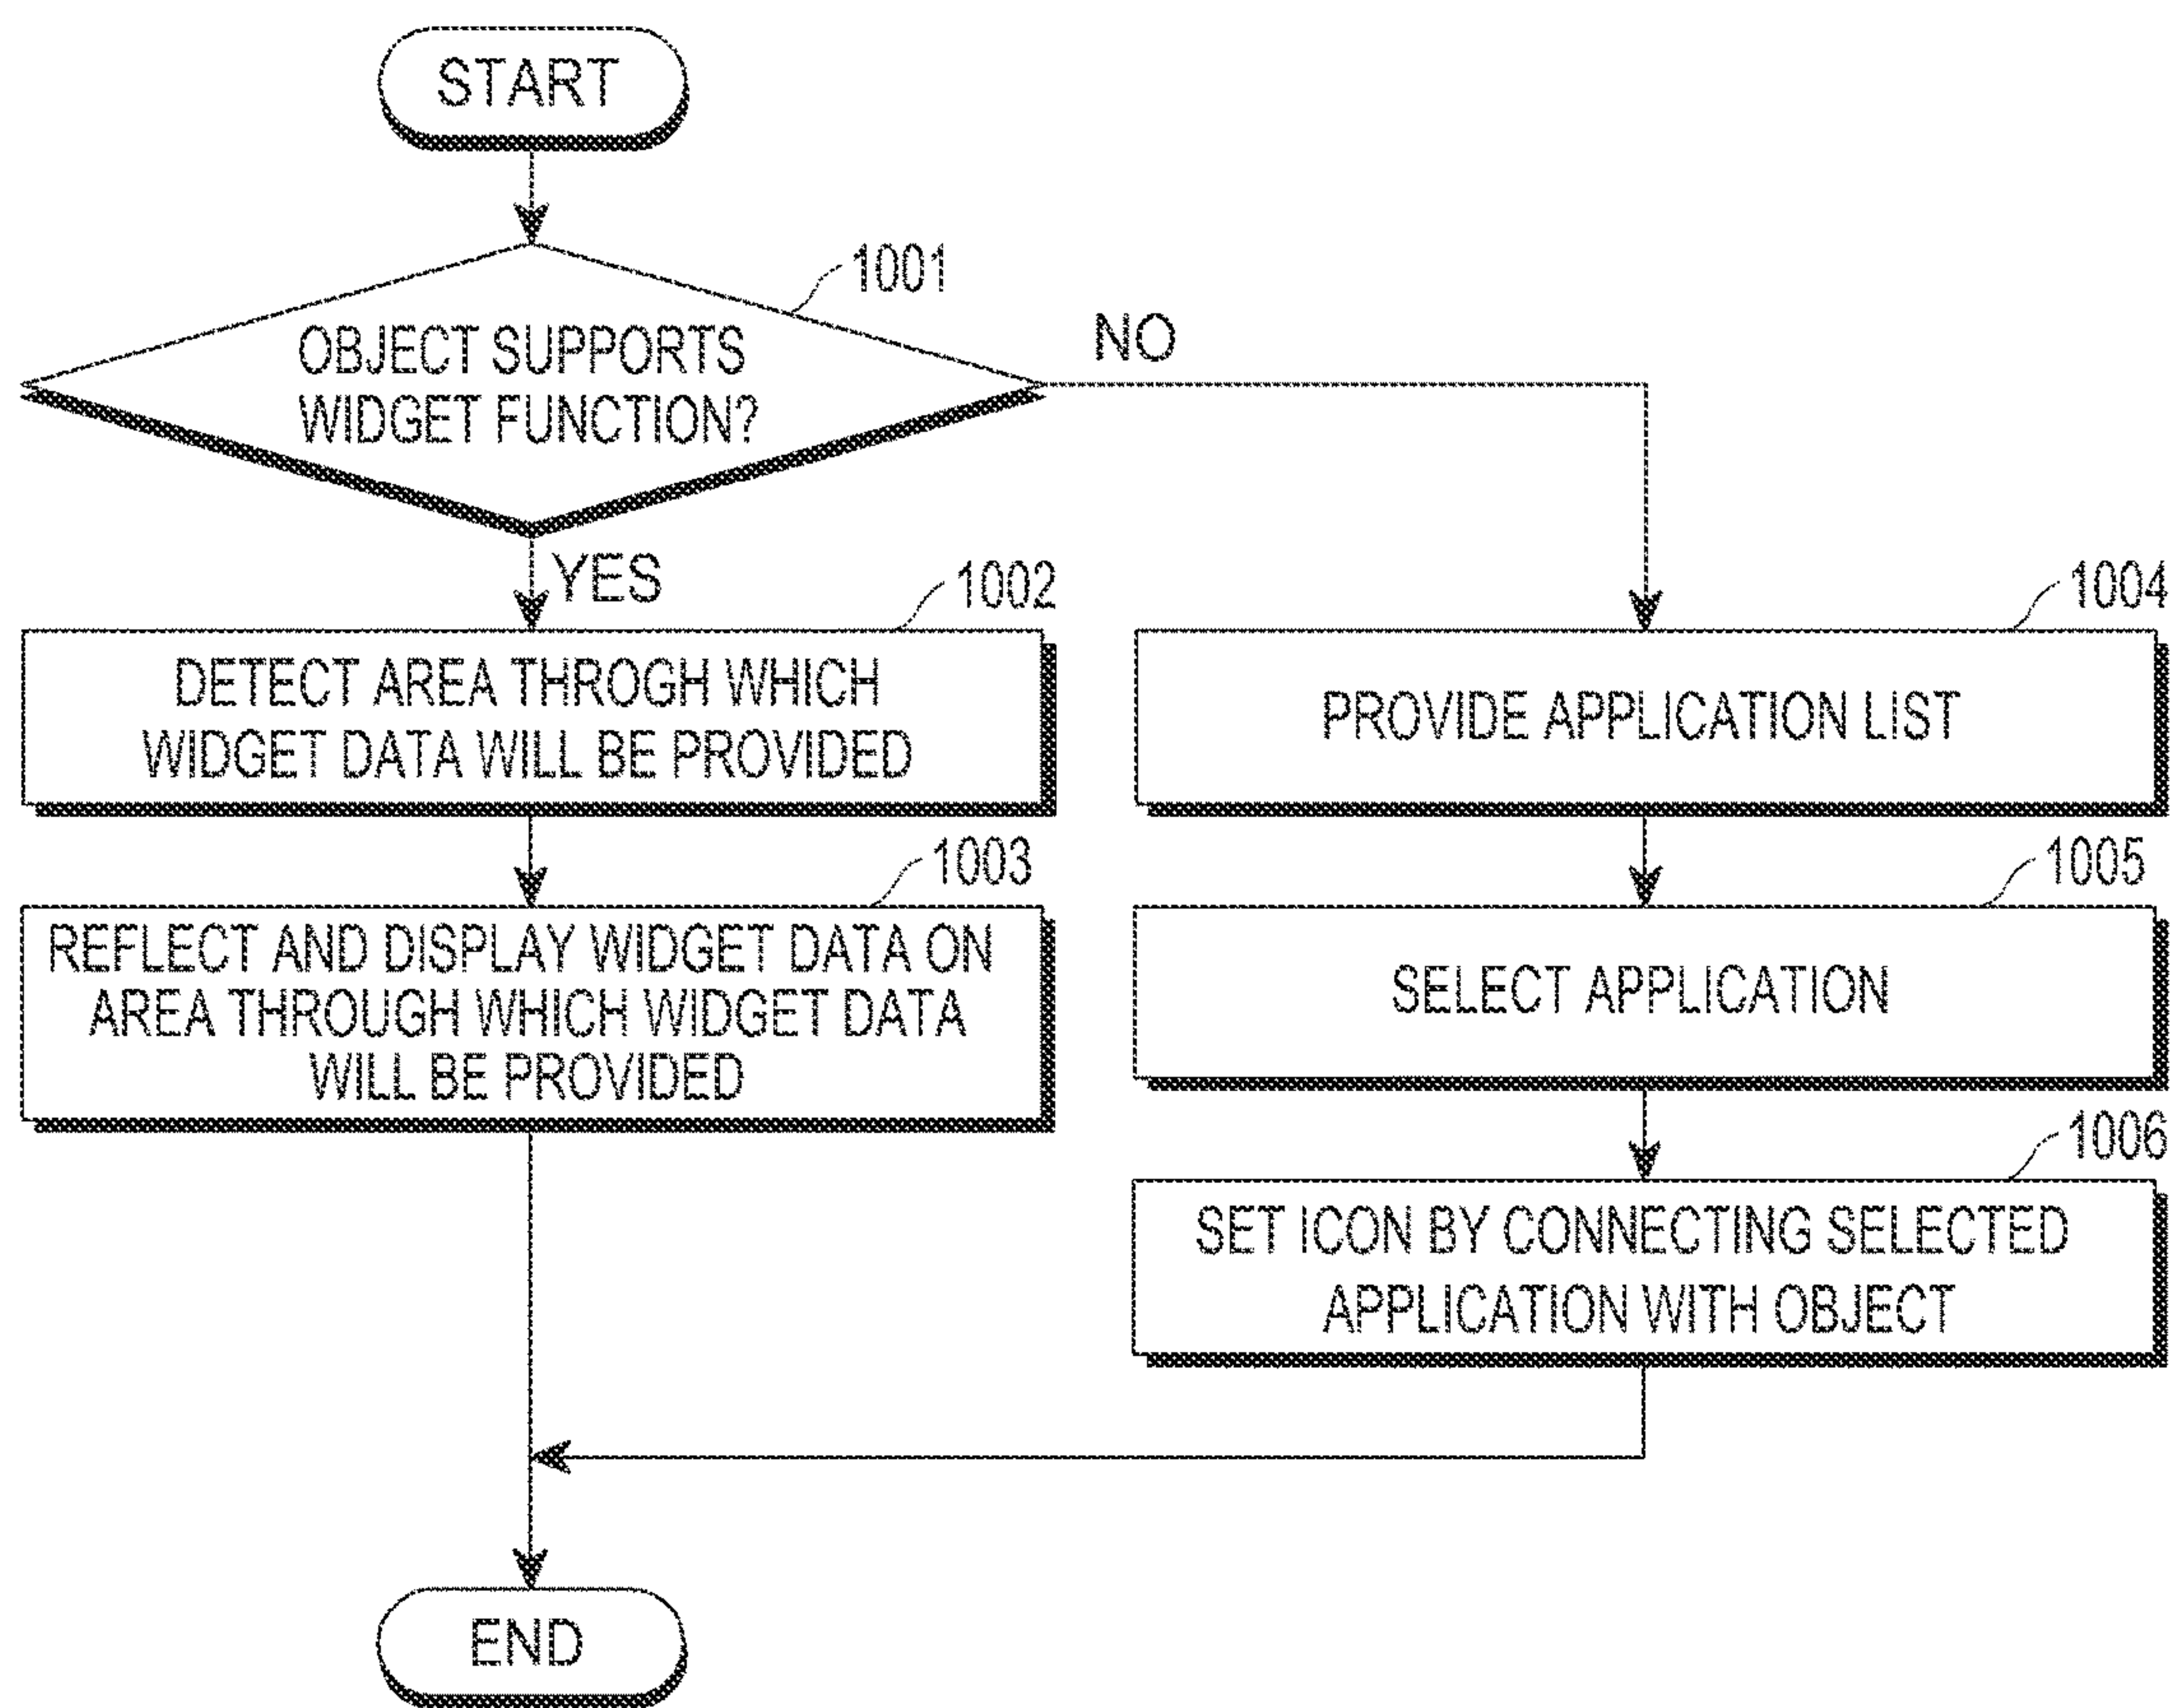 START
1001
OBJECT SUPPORTS
WIDGET FUNCTION?
NO
YES
1002
DETECT AREA THROGH WHICH
WIDGET DATA WILL BE PROVIDED
1003
REFLECT AND DISPLAY WIDGET DATA ON
AREA THROUGH WHICH WIDGET DATA
WILL BE PROVIDED
1004
PROVIDE APPLICATION LIST
1005
SELECT APPLICATION
1006
SET ICON BY CONNECTING SELECTED
APPLICATION WITH OBJECT
END